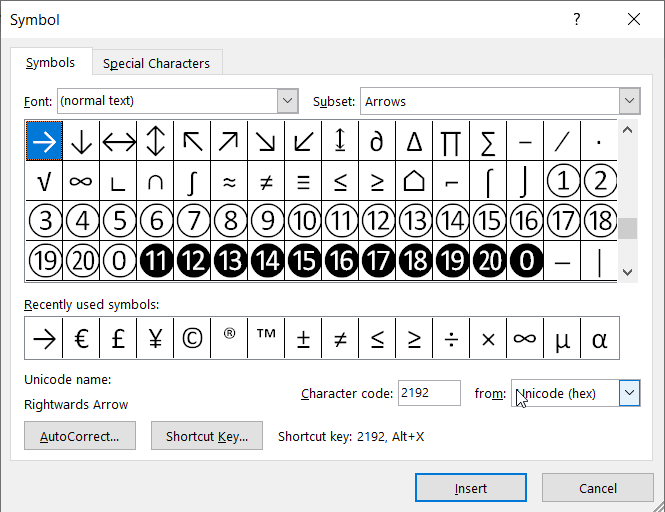 Symbol
Symbols Special Characters
Font: (normal text) Subset: Arrows
→ ↓ ↔ ↕ ↖ ↗ ↘ ↙ ↨ ∂ ∆ ∏ ∑ − ∕ ∙
√ ∞ ∟ ∩ ∫ ≈ ≠ ≡ ≤ ≥ ⌂ ⌐ ⌠ ⌡ ① ②
③ ④ ⑤ ⑥ ⑦ ⑧ ⑨ ⑩ ⑪ ⑫ ⑬ ⑭ ⑮ ⑯ ⑰ ⑱
⑲ ⑳ ⓪ ⓫ ⓬ ⓭ ⓮ ⓯ ⓰ ⓱ ⓲ ⓳ ⓴ ⓿ ─ │
Recently used symbols:
→ € £ ¥ © ® ™ ± ≠ ≤ ≥ ÷ × ∞ µ α
Unicode name:
Rightwards Arrow
Character code: 2192 from: Unicode (hex)
AutoCorrect... Shortcut Key... Shortcut key: 2192, Alt+X
Insert Cancel